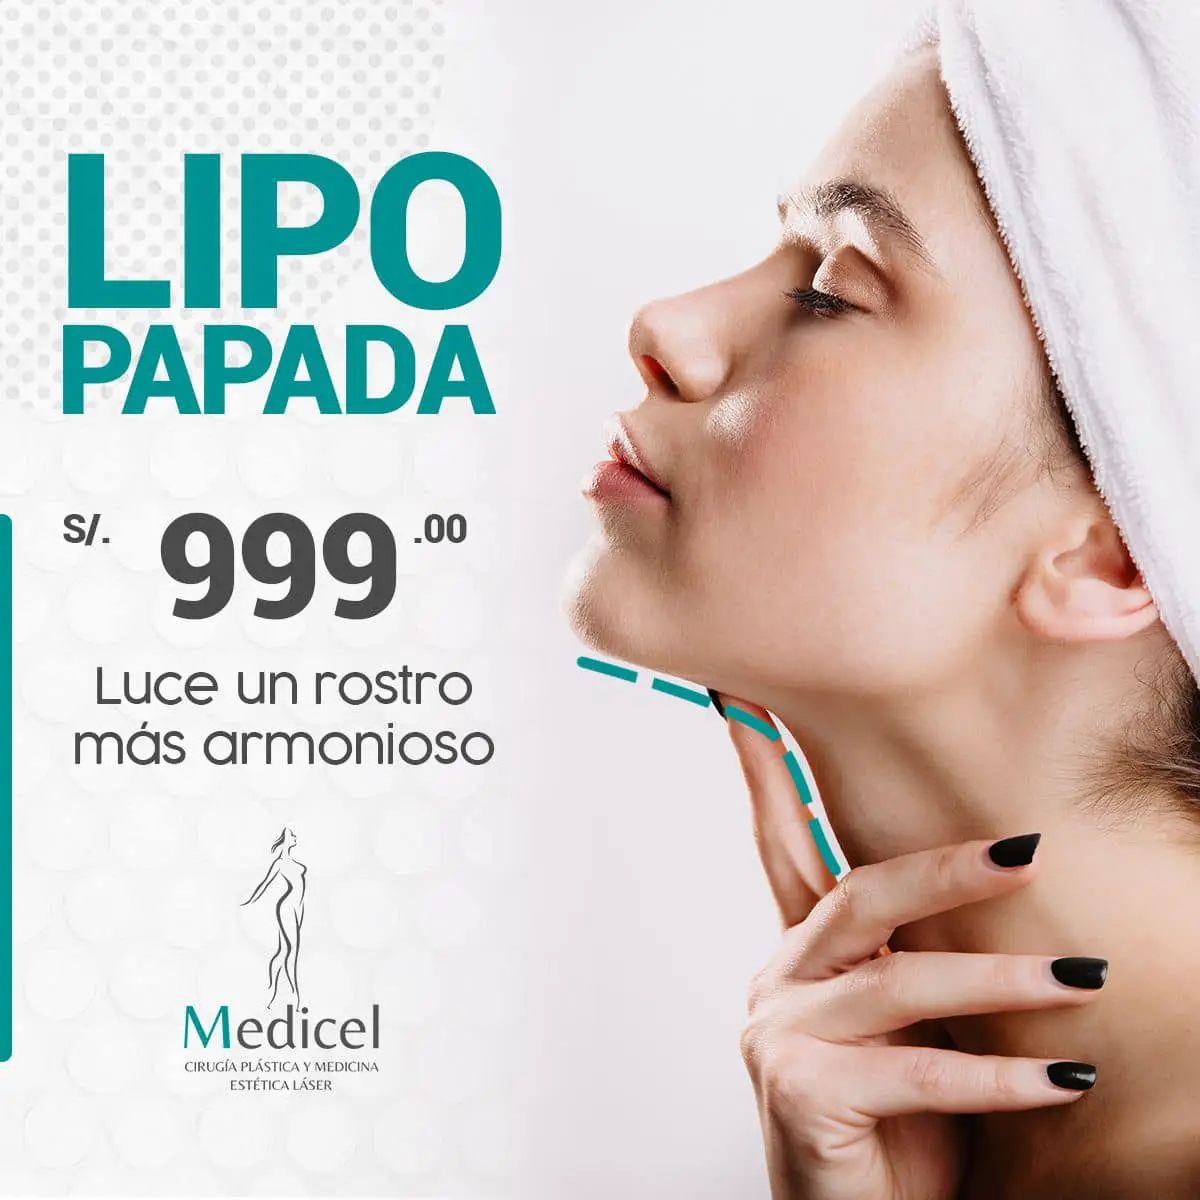 LIPO
PAPADA
S/. 999.00
Luce un rostro
más armonioso
Medicel
CIRUGÍA PLÁSTICA Y MEDICINA
ESTÉTICA LÁSER